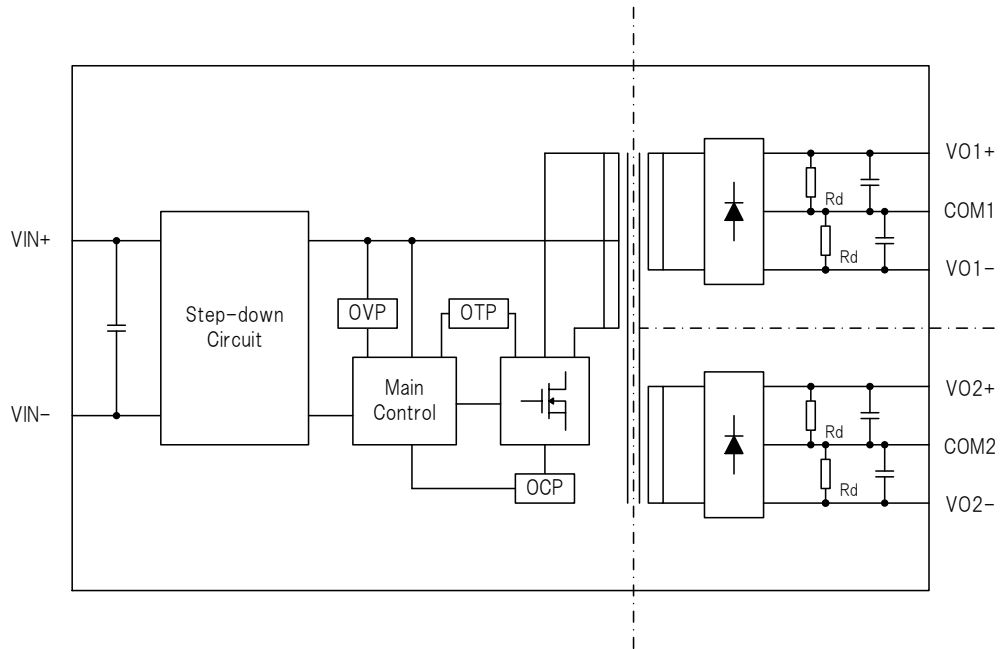 VIN+
VIN-
Step-down
Circuit
OVP
OTP
Main
Control
OCP
VO1+
Rd
COM1
Rd
VO1-
VO2+
Rd
COM2
Rd
VO2-